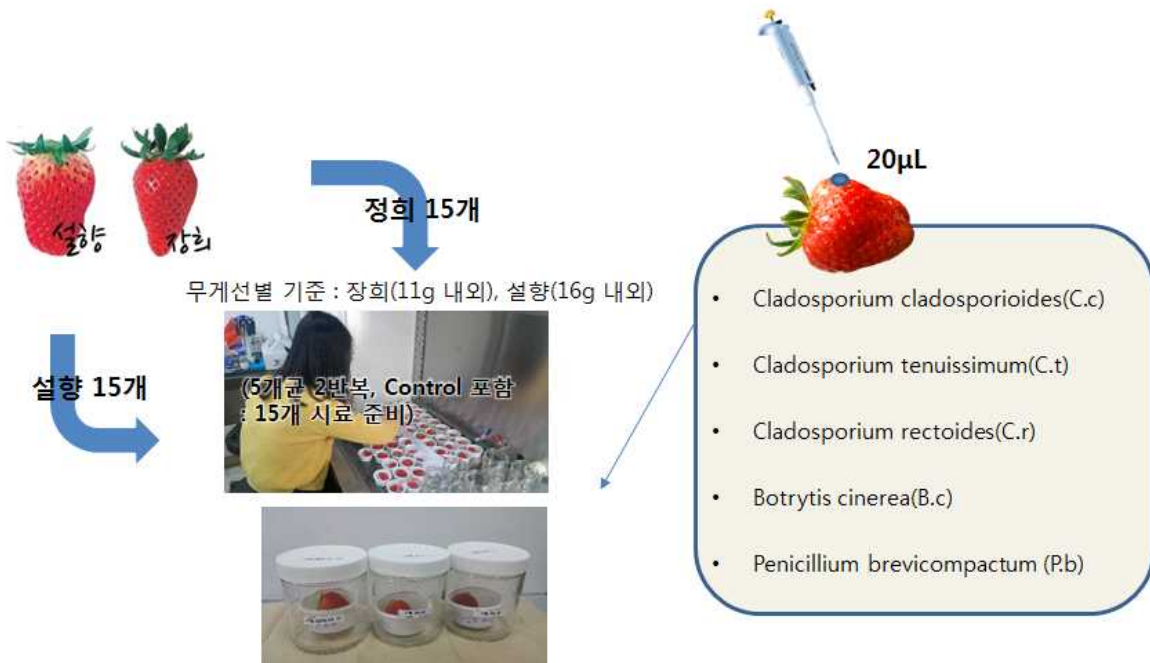 설향
장희
정희 15개
무게선별 기준 : 장희(11g 내외), 설향(16g 내외)
설향 15개
(5개균 2반복, Control 포함
: 15개 시료 준비)
20μL
• Cladosporium cladosporioides(C.c)
• Cladosporium tenuissimum(C.t)
• Cladosporium rectoides(C.r)
• Botrytis cinerea(B.c)
• Penicillium brevicompactum (P.b)